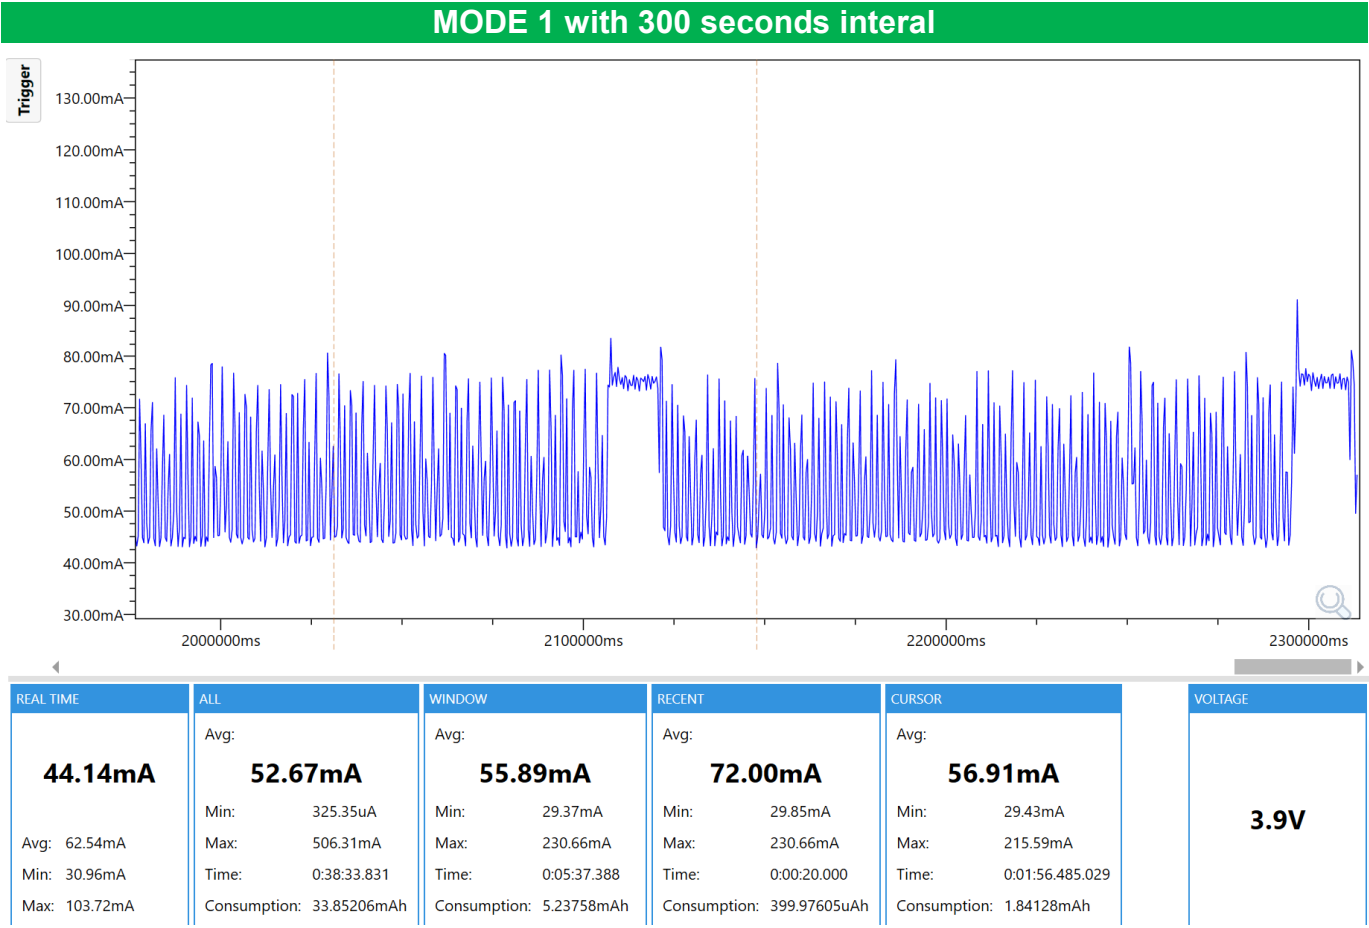 MODE 1 with 300 seconds interal
Trigger
130.00mA
120.00mA
110.00mA
100.00mA
90.00mA
80.00mA
70.00mA
60.00mA
50.00mA
40.00mA
30.00mA
2000000ms 2100000ms 2200000ms 2300000ms
REAL TIME
44.14mA
Avg: 62.54mA
Min: 30.96mA
Max: 103.72mA
ALL
Avg:
52.67mA
Min: 325.35uA
Max: 506.31mA
Time: 0:38:33.831
Consumption: 33.85206mAh
WINDOW
Avg:
55.89mA
Min: 29.37mA
Max: 230.66mA
Time: 0:05:37.388
Consumption: 5.23758mAh
RECENT
Avg:
72.00mA
Min: 29.85mA
Max: 230.66mA
Time: 0:00:20.000
Consumption: 399.97605uAh
CURSOR
Avg:
56.91mA
Min: 29.43mA
Max: 215.59mA
Time: 0:01:56.485.029
Consumption: 1.84128mAh
VOLTAGE
3.9V